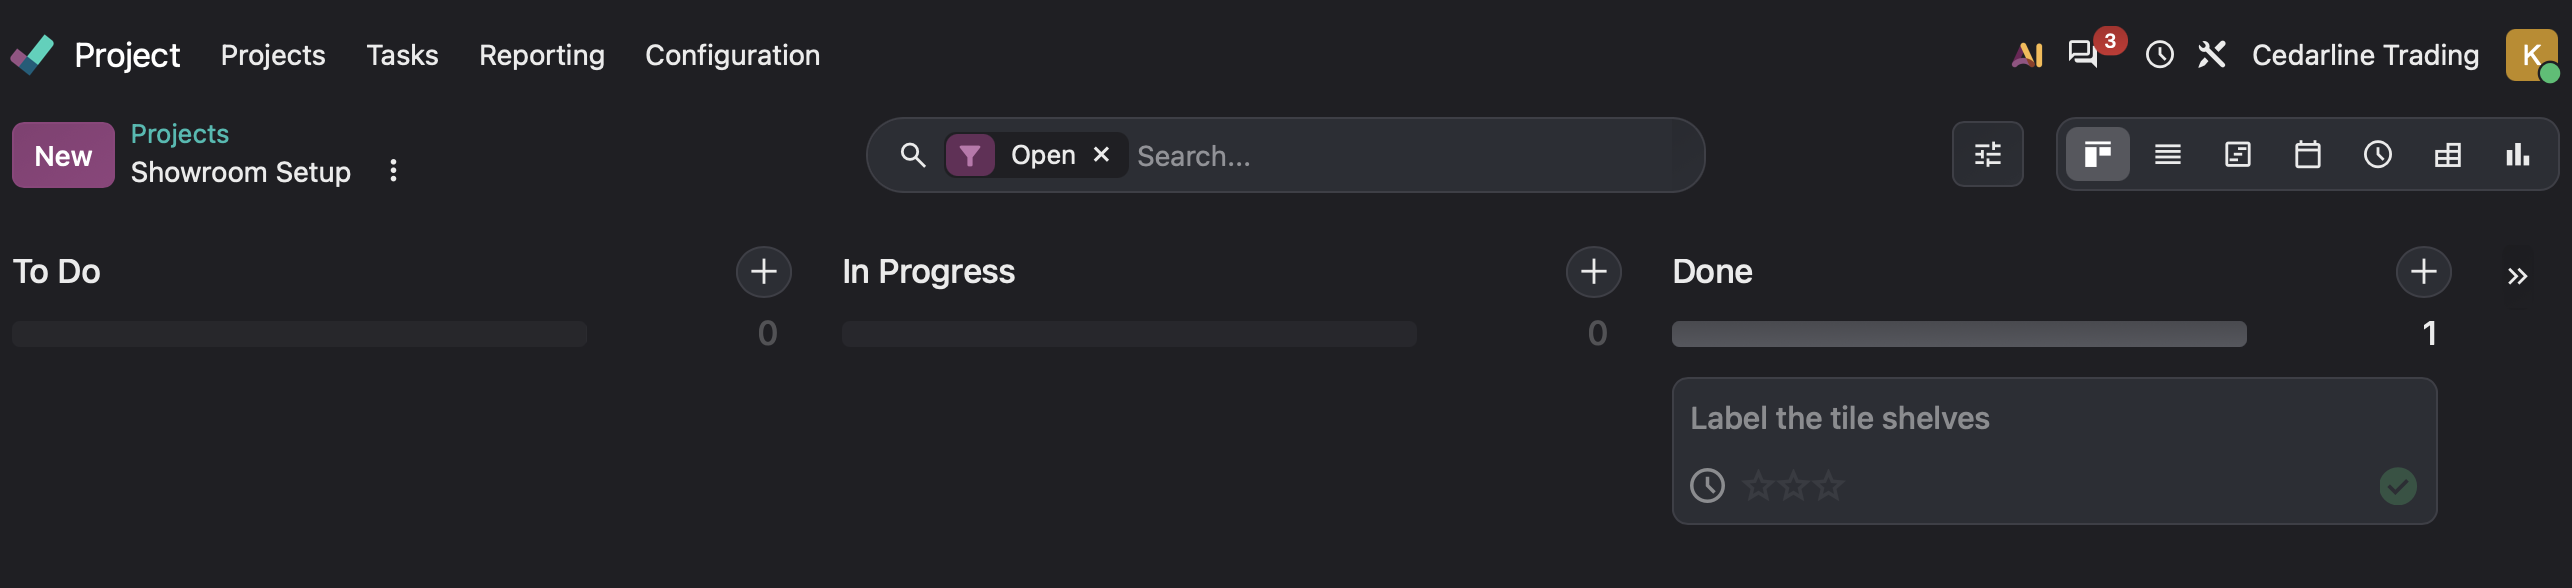 Project Projects Tasks Reporting Configuration AI 3 Cedarline Trading K
New Projects
Showroom Setup
Open Search...
To Do In Progress Done
0 0 1
Label the tile shelves